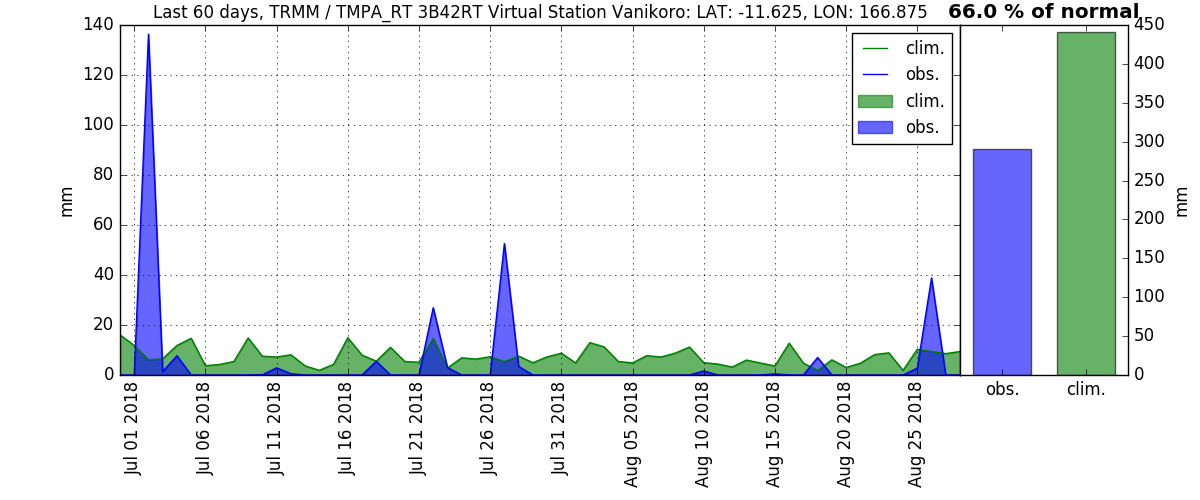 Last 60 days, TRMM / TMPA_RT 3B42RT Virtual Station Vanikoro: LAT: -11.625, LON: 166.875
66.0 % of normal
140
120
100
80
60
40
20
0
mm
clim.
obs.
clim.
obs.
450
400
350
300
250
200
150
100
50
0
mm
Jul 01 2018
Jul 06 2018
Jul 11 2018
Jul 16 2018
Jul 21 2018
Jul 26 2018
Jul 31 2018
Aug 05 2018
Aug 10 2018
Aug 15 2018
Aug 20 2018
Aug 25 2018
obs.
clim.